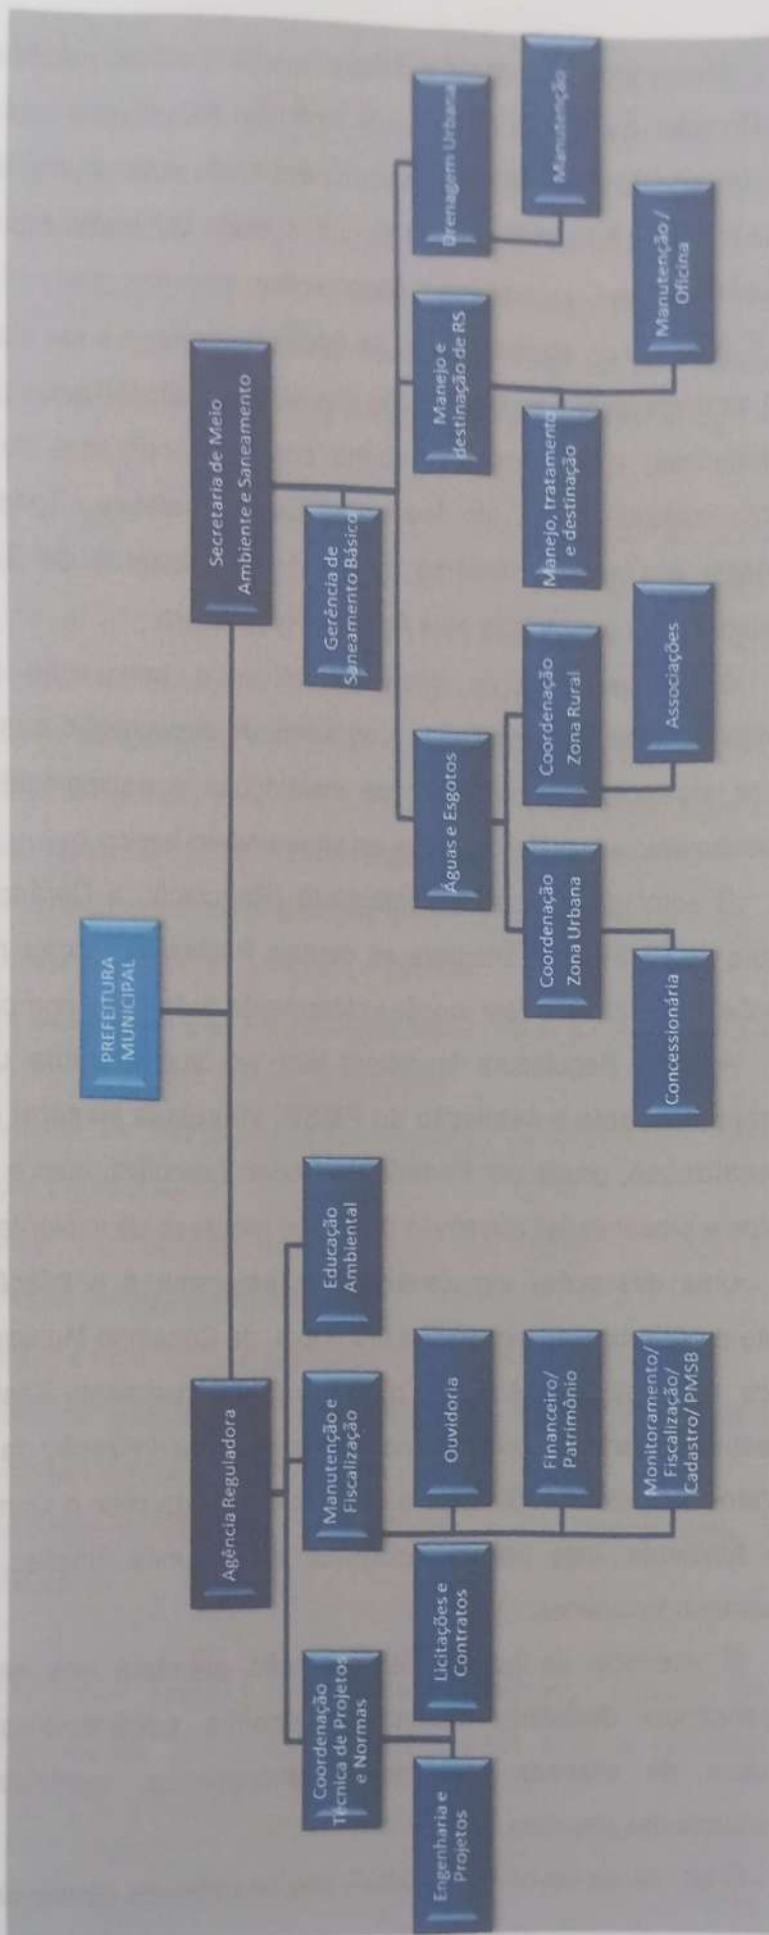 PREFEITURA
MUNICIPAL
Agência Reguladora
Secretaria de Meio
Ambiente e Saneamento
Coordenação
Técnica de Projetos
e Normas
Manutenção e
Fiscalização
Educação
Ambiental
Gerência de
Saneamento Básico
Engenharia e
Projetos
Licitações e
Contratos
Ouvidoria
Financeiro/
Patrimônio
Monitoramento/
Fiscalização/
Cadastro/ PMSB
Águas e Esgotos
Manejo e
destinação de RS
Drenagem Urbana
Coordenação
Zona Urbana
Coordenação
Zona Rural
Manejo, tratamento
e destinação
Manutenção
Concessionária
Associações
Manutenção /
Oficina